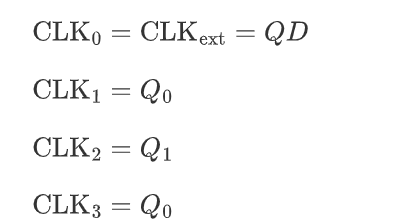 CLK₀ = CLKₑₓₜ = QD
CLK₁ = Q₀
CLK₂ = Q₁
CLK₃ = Q₀